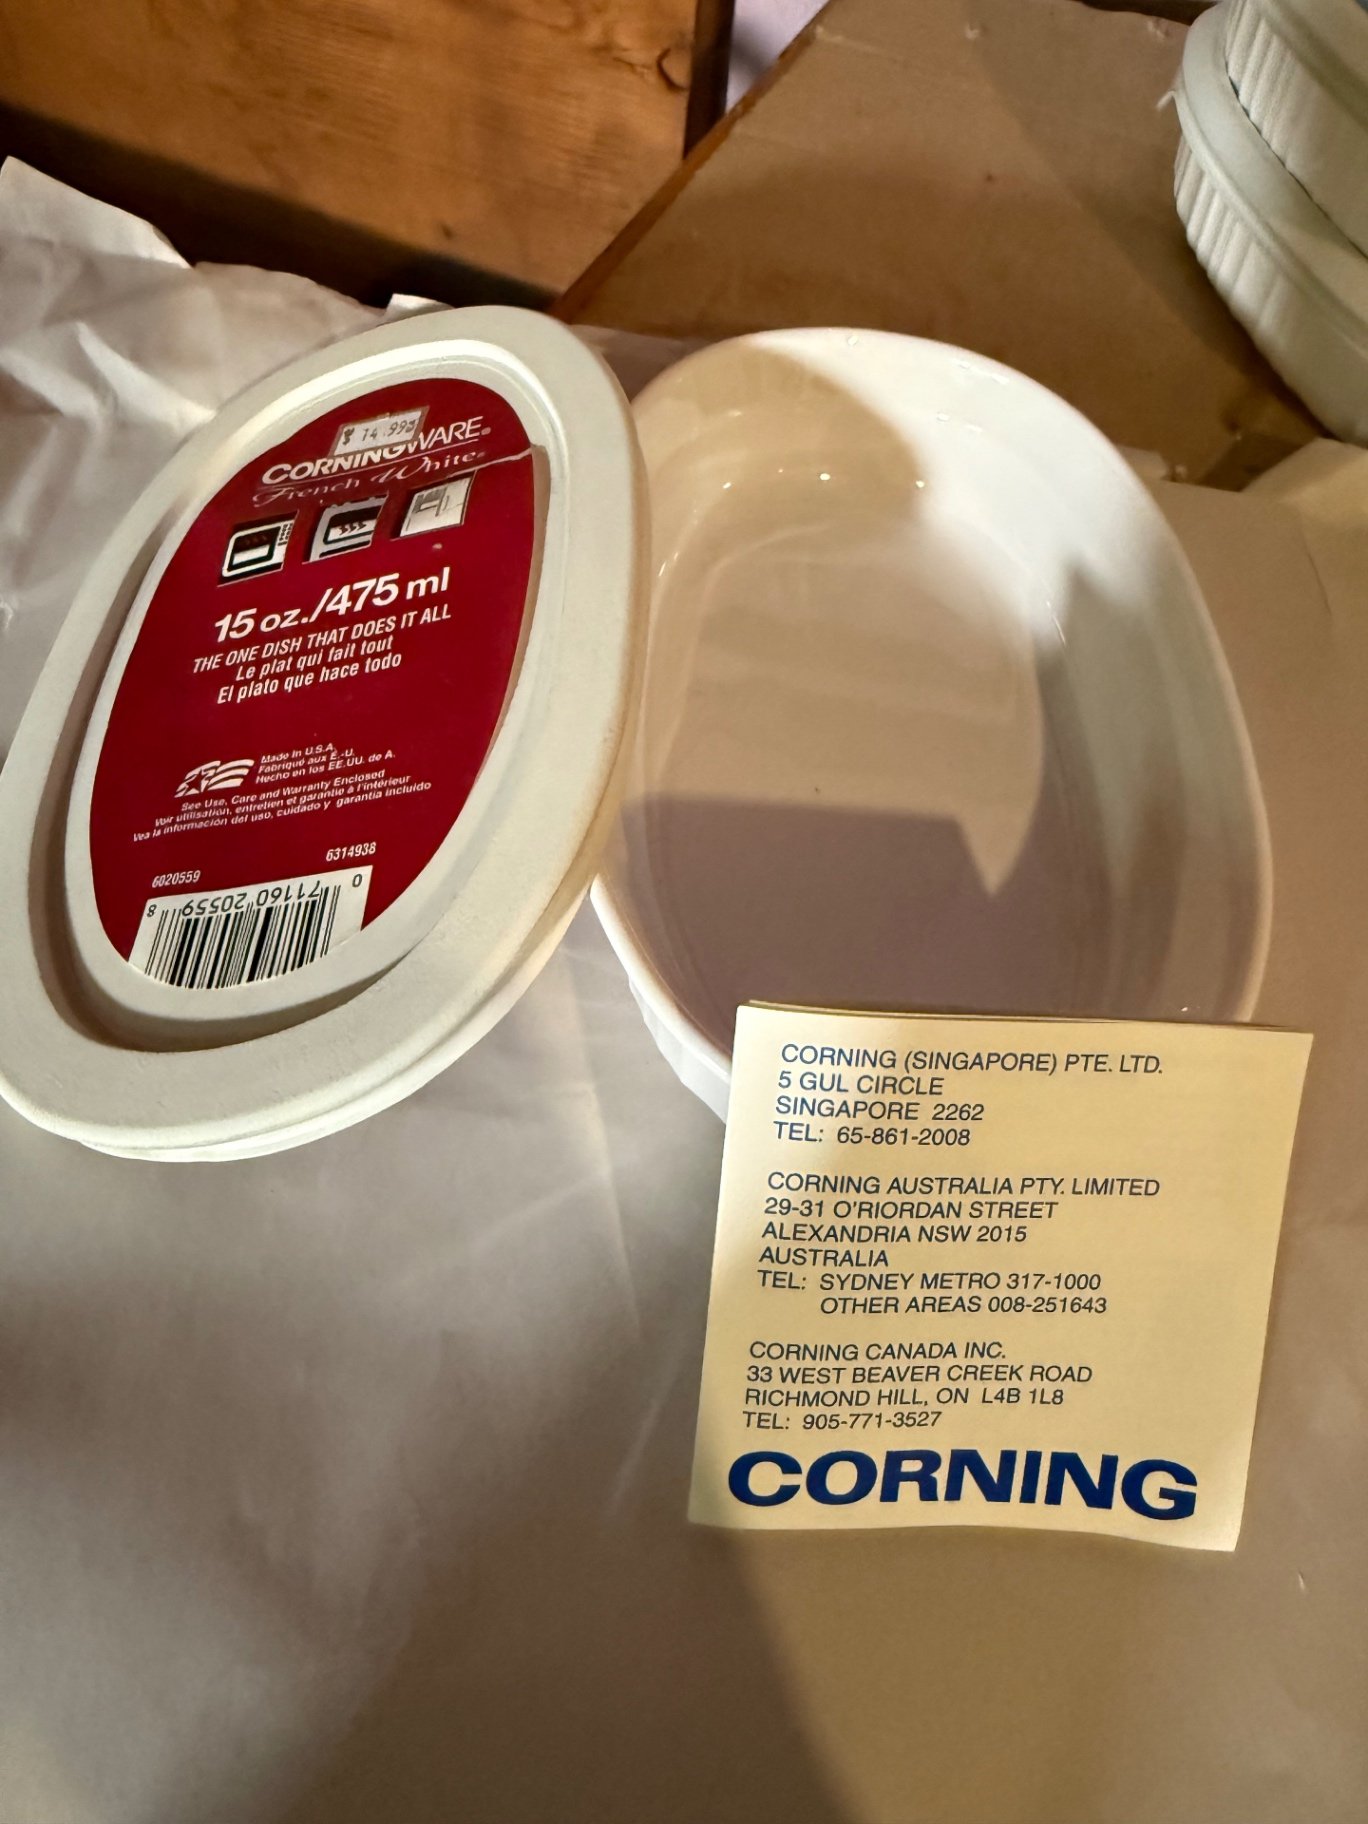 $ 14.99
CORNINGWARE®
French White®
15 oz./475 ml
THE ONE DISH THAT DOES IT ALL
Le plat qui fait tout
El plato que hace todo
Made in U.S.A.
Fabriqué aux É.-U.
Hecho en los EE.UU. de A.
See Use, Care and Warranty Enclosed
Voir utilisation, entretien et garantie à l'intérieur
Vea la información del uso, cuidado y garantía incluido
6314938
6020559
0 71160 20559 8
CORNING (SINGAPORE) PTE. LTD.
5 GUL CIRCLE
SINGAPORE 2262
TEL: 65-861-2008
CORNING AUSTRALIA PTY. LIMITED
29-31 O'RIORDAN STREET
ALEXANDRIA NSW 2015
AUSTRALIA
TEL: SYDNEY METRO 317-1000
OTHER AREAS 008-251643
CORNING CANADA INC.
33 WEST BEAVER CREEK ROAD
RICHMOND HILL, ON L4B 1L8
TEL: 905-771-3527
CORNING